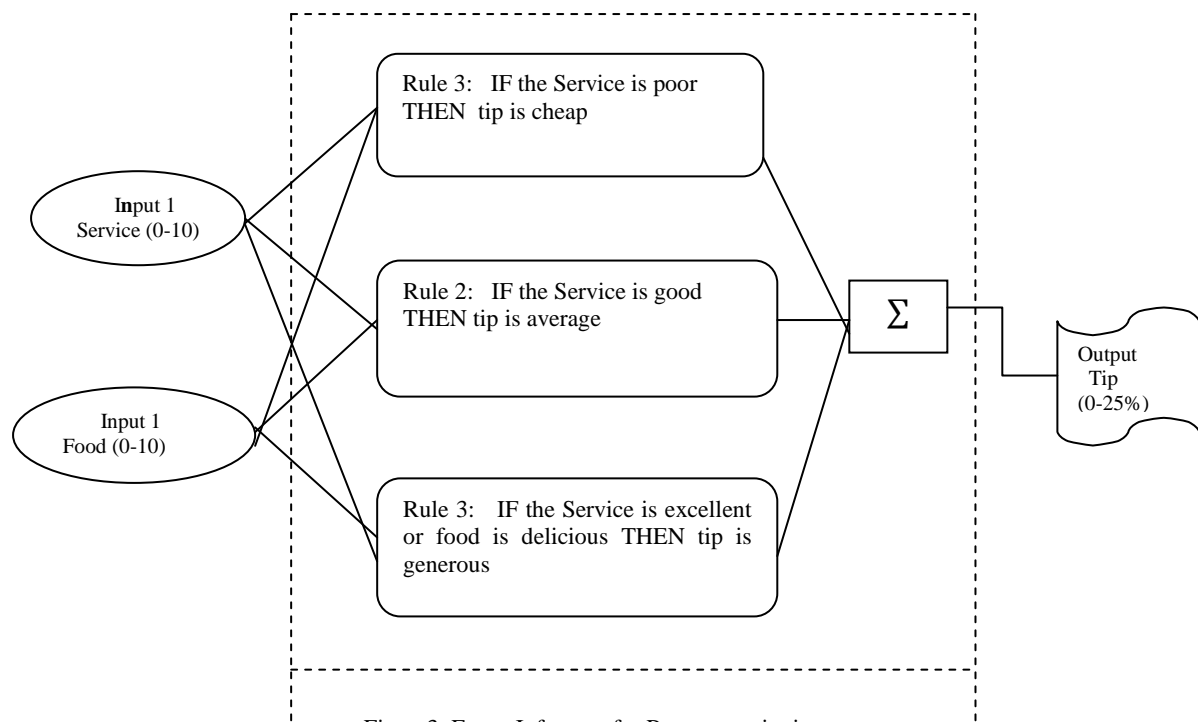 Rule 3: IF the Service is poor
THEN tip is cheap
Input 1
Service (0-10)
Rule 2: IF the Service is good
THEN tip is average
Σ
Output
Tip
(0-25%)
Input 1
Food (0-10)
Rule 3: IF the Service is excellent
or food is delicious THEN tip is
generous